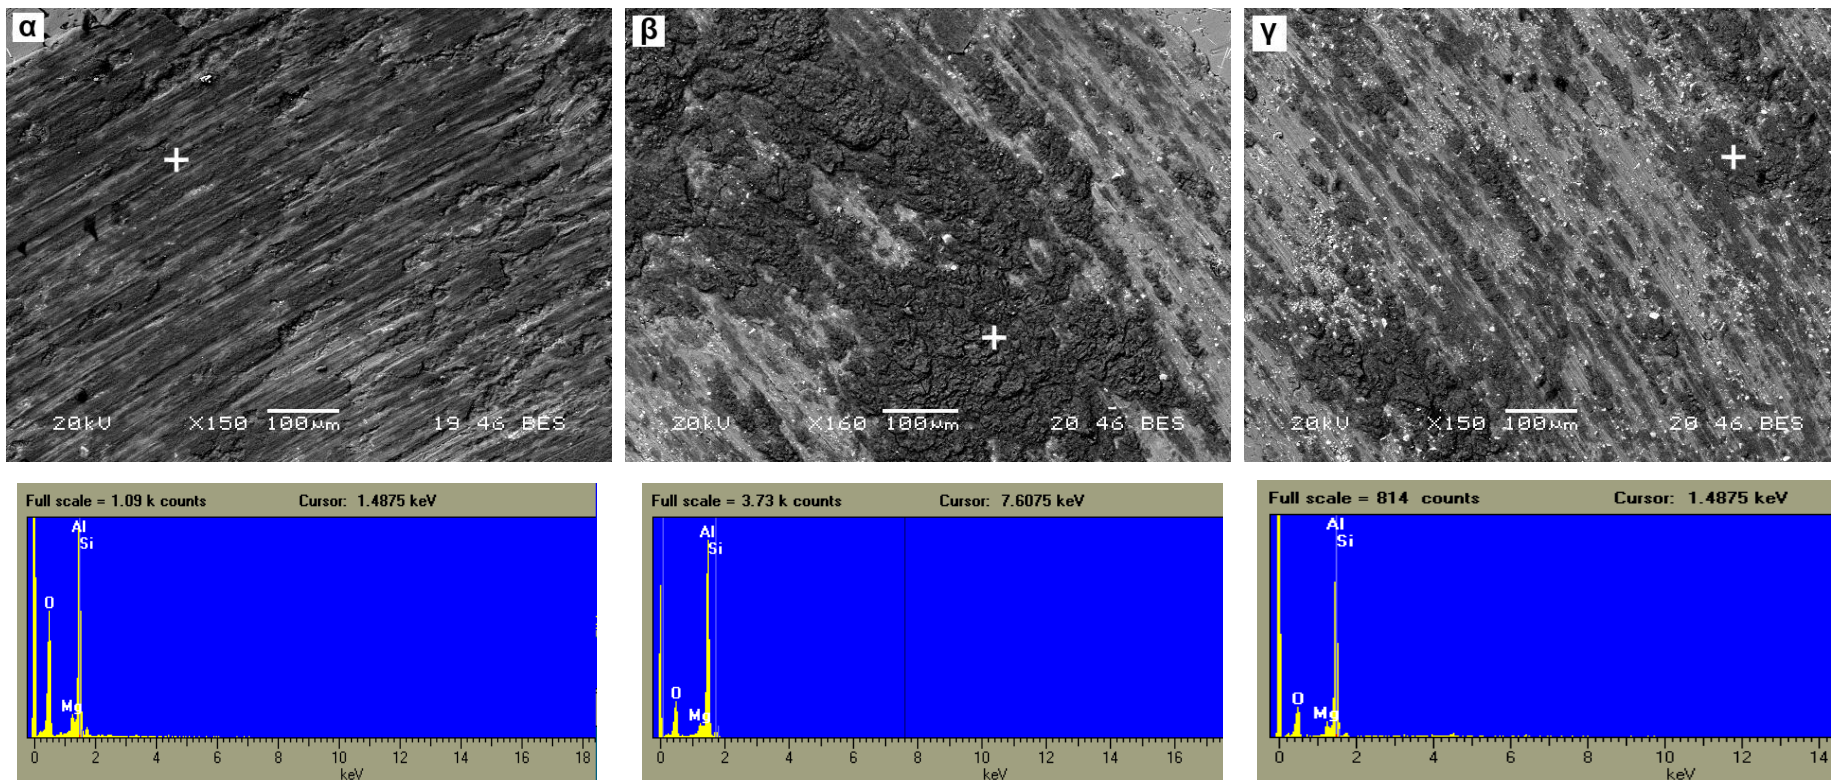 α
β
γ
20kV X150 100μm 19 46 BES
20kV X160 100μm 20 46 BES
20kV X150 100μm 20 46 BES
Full scale = 1.09 k counts Cursor: 1.4875 keV
Al
Si
O
Mg
0 2 4 6 8 10 12 14 16 18
keV
Full scale = 3.73 k counts Cursor: 7.6075 keV
Al
Si
O
Mg
0 2 4 6 8 10 12 14 16
keV
Full scale = 814 counts Cursor: 1.4875 keV
Al
Si
O
Mg
0 2 4 6 8 10 12 14
keV